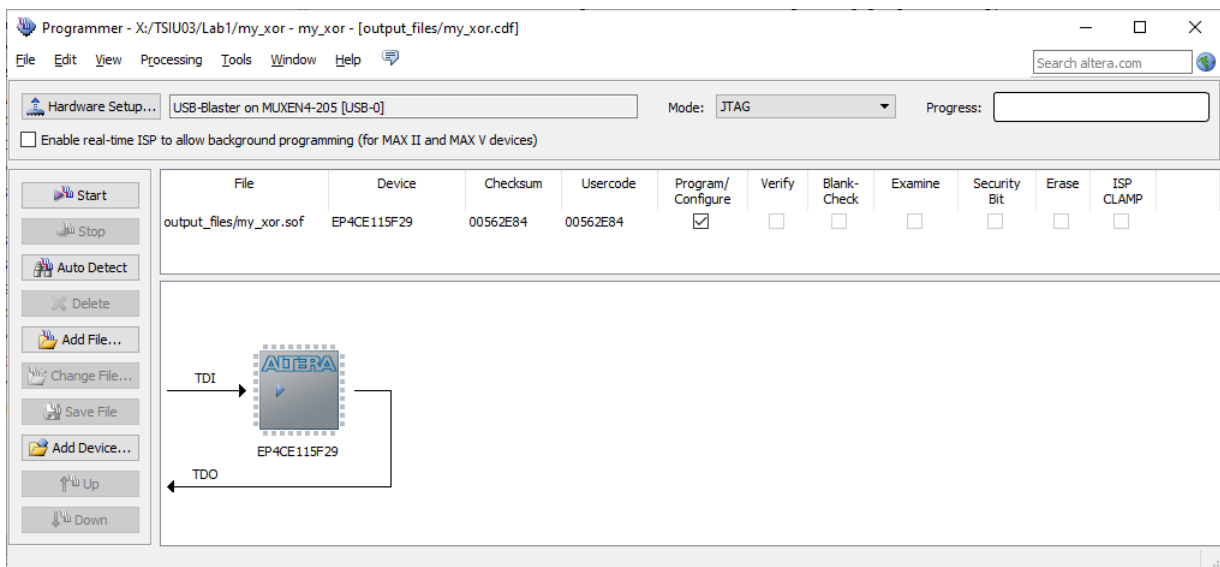 Programmer - X:/TSIU03/Lab1/my_xor - my_xor - [output_files/my_xor.cdf]
File Edit View Processing Tools Window Help
Search altera.com
Hardware Setup... USB-Blaster on MUXEN4-205 [USB-0] Mode: JTAG Progress:
Enable real-time ISP to allow background programming (for MAX II and MAX V devices)
Start
Stop
Auto Detect
Delete
Add File...
Change File...
Save File
Add Device...
Up
Down
File Device Checksum Usercode Program/ Verify Blank- Examine Security Erase ISP
Configure Check Bit CLAMP
output_files/my_xor.sof EP4CE115F29 00562E84 00562E84
ALTERA
TDI
EP4CE115F29
TDO